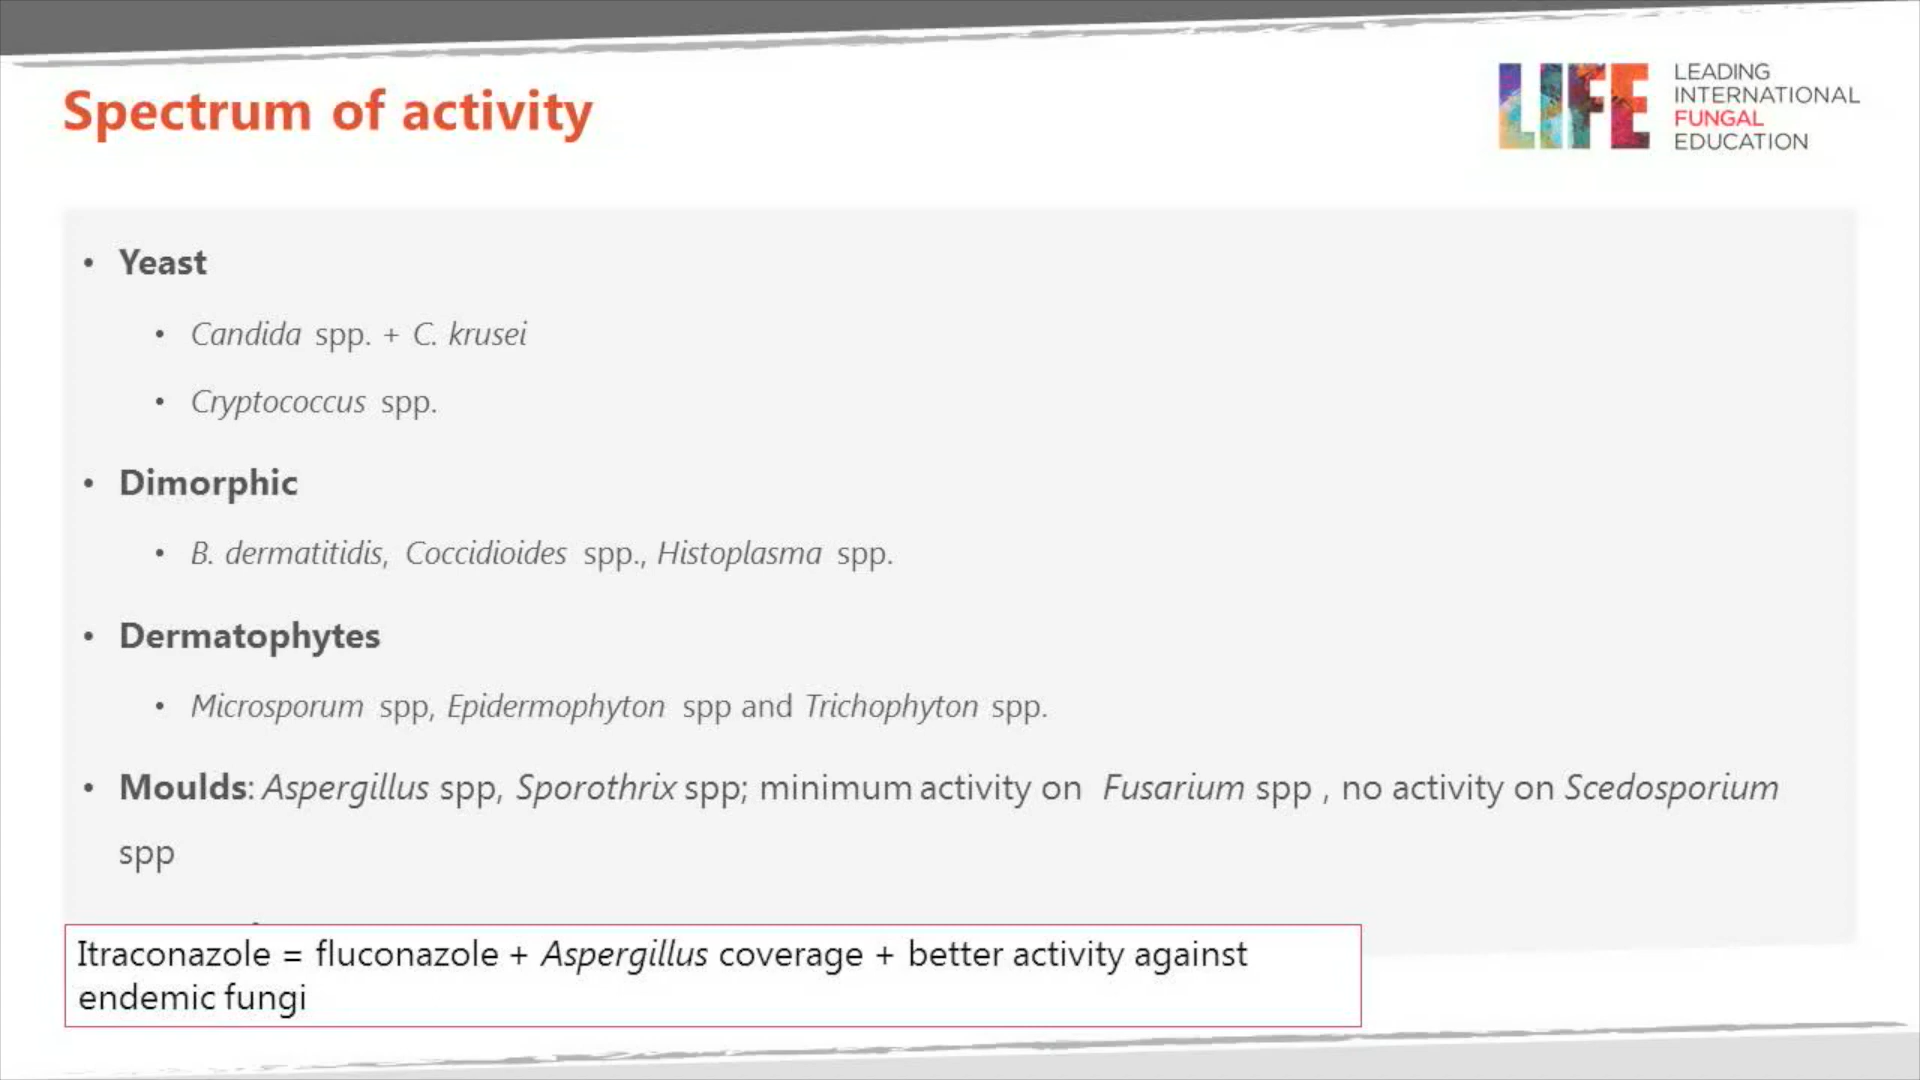 Spectrum of activity
LIFE
LEADING
INTERNATIONAL
FUNGAL
EDUCATION
• Yeast
• Candida spp. + C. krusei
• Cryptococcus spp.
• Dimorphic
• B. dermatitidis, Coccidioides spp., Histoplasma spp.
• Dermatophytes
• Microsporum spp, Epidermophyton spp and Trichophyton spp.
• Moulds: Aspergillus spp, Sporothrix spp; minimum activity on Fusarium spp , no activity on Scedosporium
spp
Itraconazole = fluconazole + Aspergillus coverage + better activity against
endemic fungi